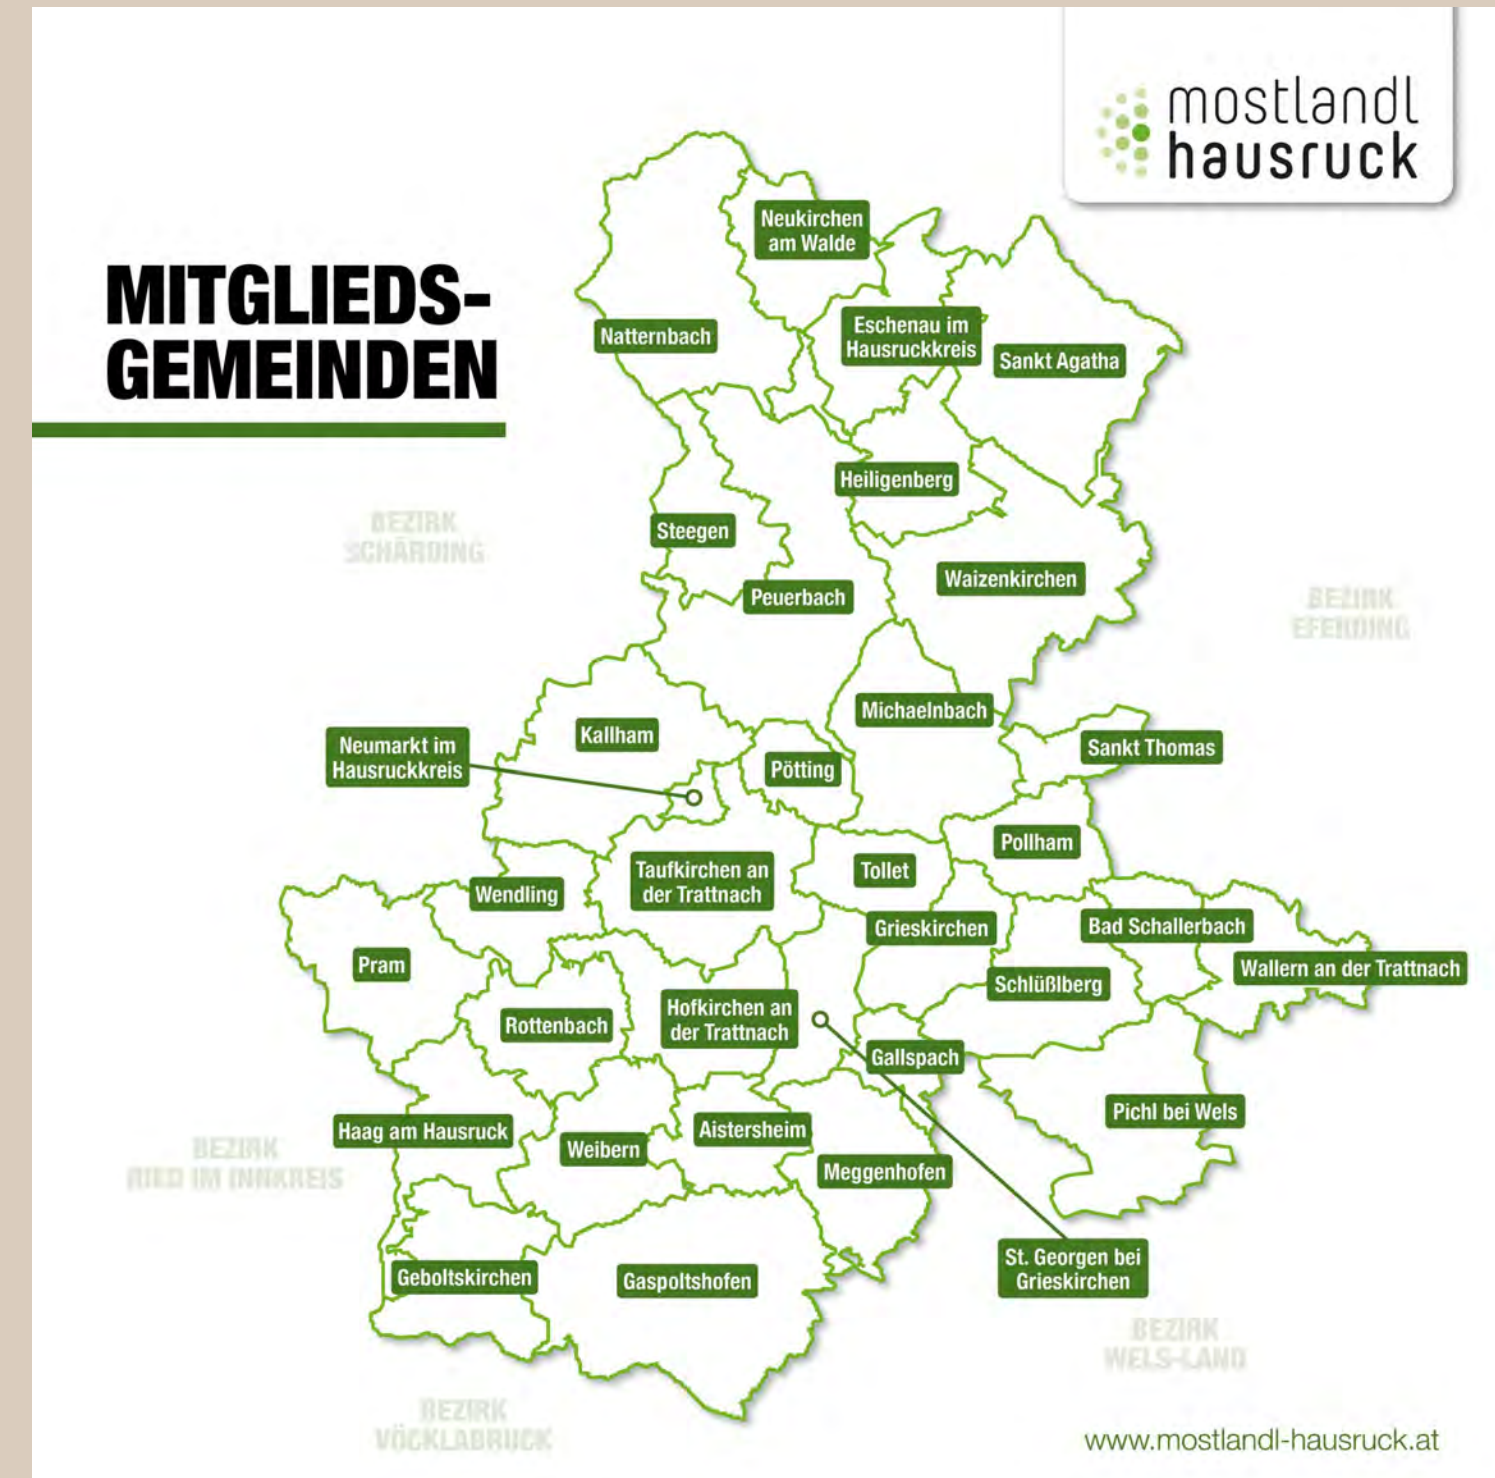 mostlandl
hausruck
MITGLIEDS-
GEMEINDEN
Neukirchen
am Walde
Natternbach
Eschenau im
Hausruckkreis
Sankt Agatha
Heiligenberg
BEZIRK
SCHÄRDING
Steegen
Waizenkirchen
Peuerbach
BEZIRK
EFERDING
Michaelnbach
Kallham
Neumarkt im
Hausruckkreis
Sankt Thomas
Pötting
Pollham
Taufkirchen an
der Trattnach
Tollet
Wendling
Grieskirchen
Bad Schallerbach
Pram
Wallern an der Trattnach
Schlüßlberg
Hofkirchen an
der Trattnach
Rottenbach
Gallspach
Pichl bei Wels
Haag am Hausruck
Aistersheim
Weibern
BEZIRK
RIED IM INNKREIS
Meggenhofen
St. Georgen bei
Grieskirchen
Geboltskirchen
Gaspoltshofen
BEZIRK
WELS-LAND
BEZIRK
VÖCKLABRUCK
www.mostlandl-hausruck.at